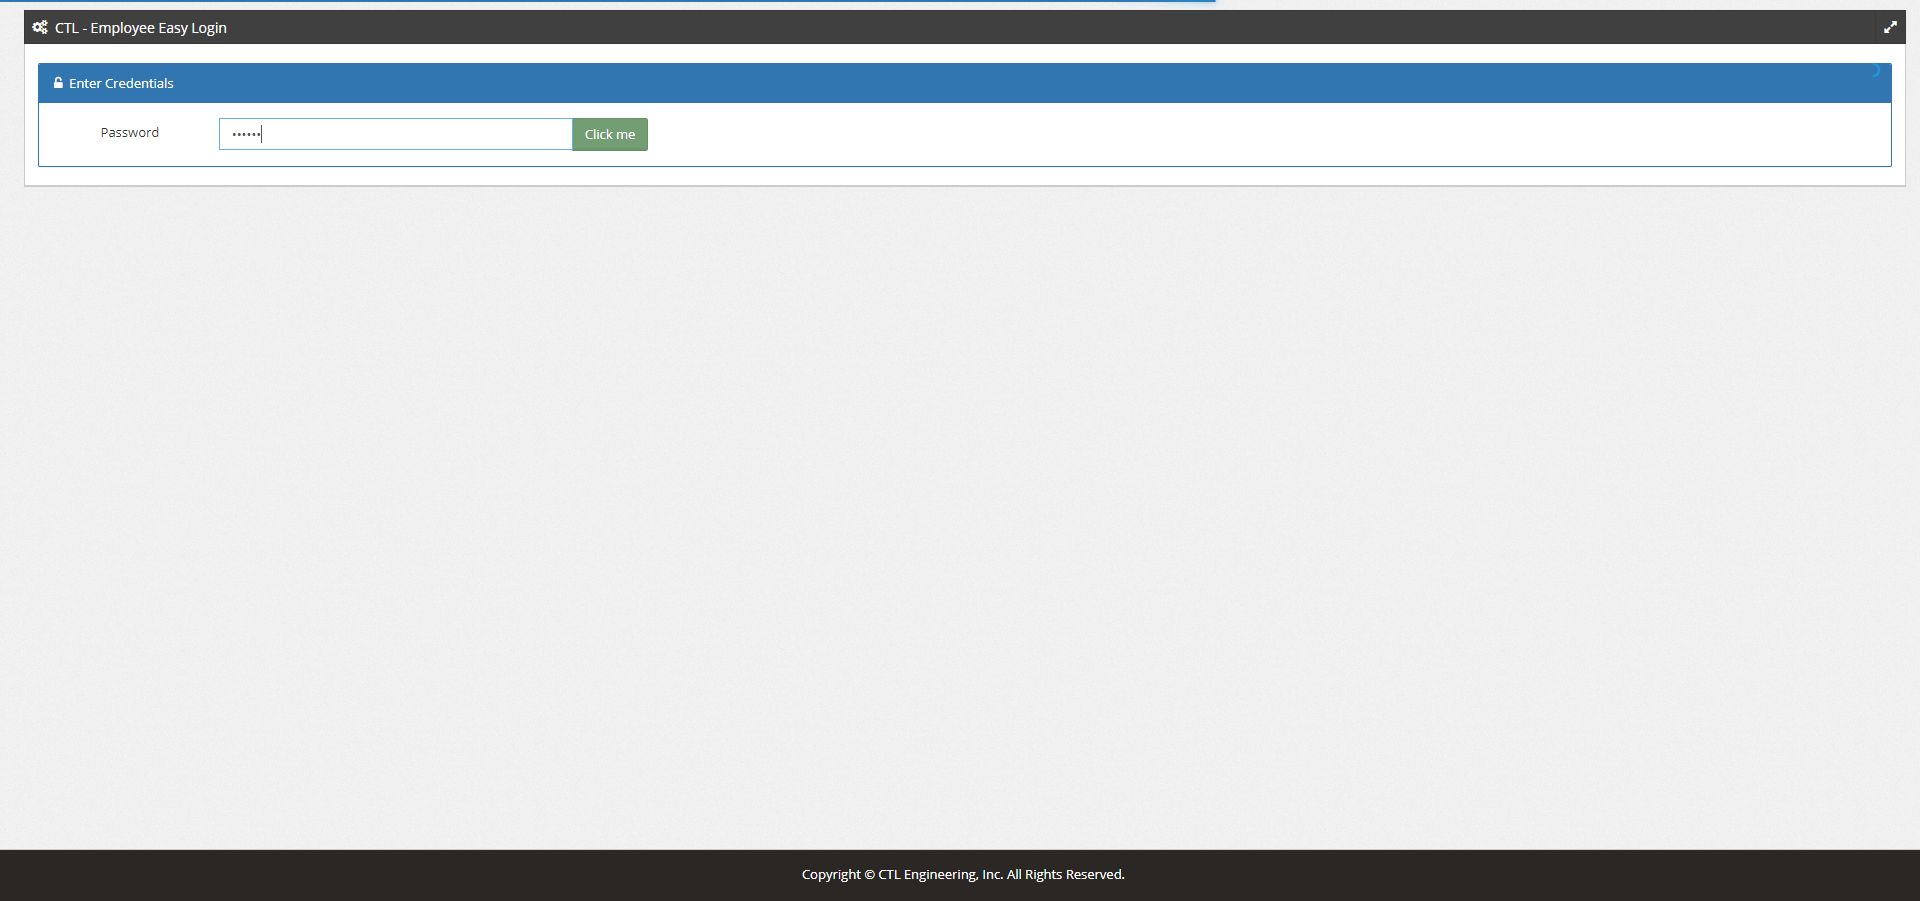 CTL - Employee Easy Login
Enter Credentials
Password
••••••
Click me
Copyright © CTL Engineering, Inc. All Rights Reserved.